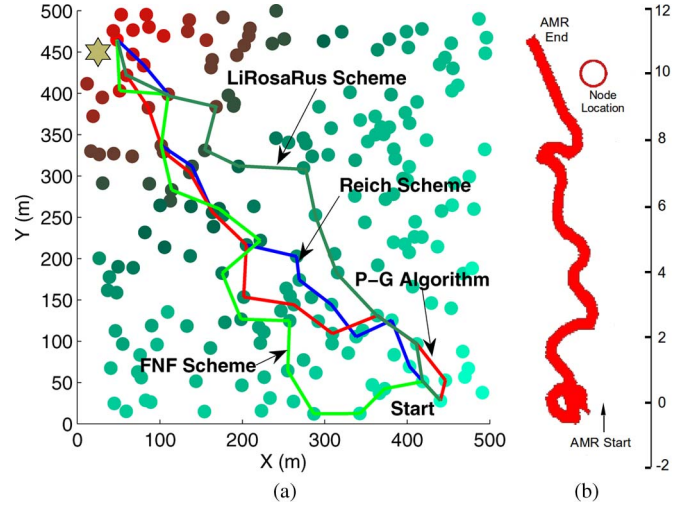 500
450
400
350
300
250
200
150
100
50
0
Y (m)
0
100
200
300
400
500
X (m)
LiRosaRus Scheme
Reich Scheme
P−G Algorithm
FNF Scheme
Start
(a)
AMR
End
Node
Location
AMR Start
12
10
8
6
4
2
0
-2
(b)